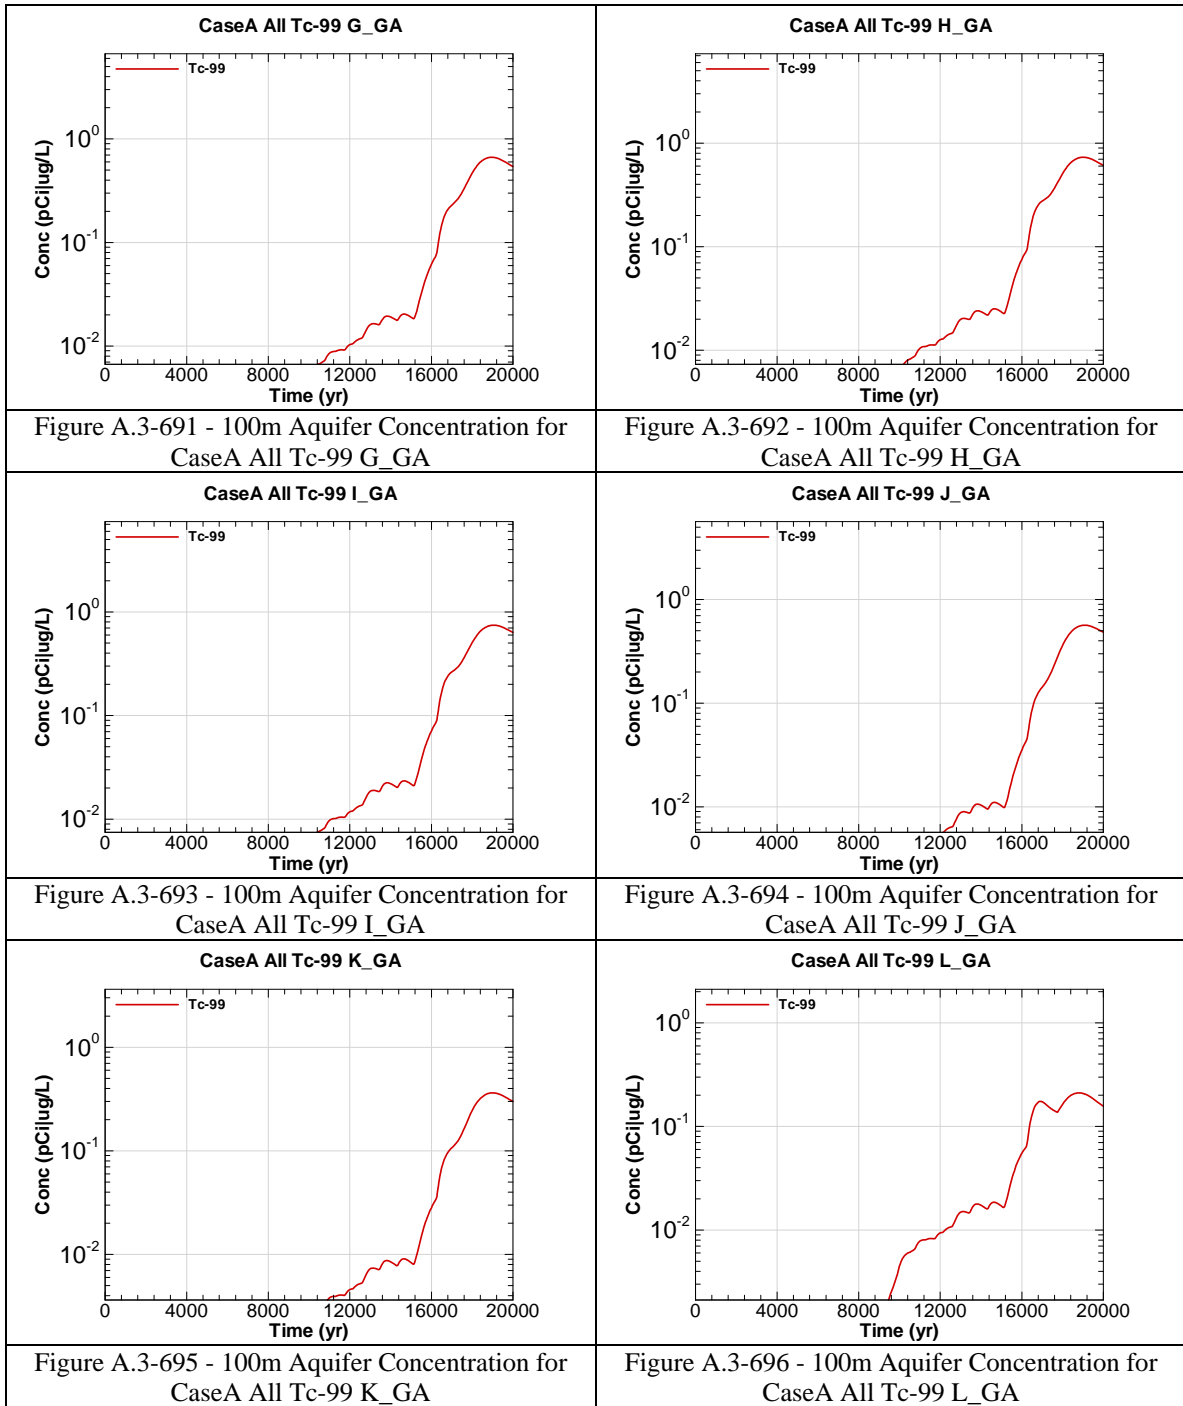 CaseA All Tc-99 G_GA
Tc-99
Conc (pCi|ug/L)
10^0
10^-1
10^-2
0 4000 8000 12000 16000 20000
Time (yr)
Figure A.3-691 - 100m Aquifer Concentration for
CaseA All Tc-99 G_GA
CaseA All Tc-99 H_GA
Tc-99
Conc (pCi|ug/L)
10^0
10^-1
10^-2
0 4000 8000 12000 16000 20000
Time (yr)
Figure A.3-692 - 100m Aquifer Concentration for
CaseA All Tc-99 H_GA
CaseA All Tc-99 I_GA
Tc-99
Conc (pCi|ug/L)
10^0
10^-1
10^-2
0 4000 8000 12000 16000 20000
Time (yr)
Figure A.3-693 - 100m Aquifer Concentration for
CaseA All Tc-99 I_GA
CaseA All Tc-99 J_GA
Tc-99
Conc (pCi|ug/L)
10^0
10^-1
10^-2
0 4000 8000 12000 16000 20000
Time (yr)
Figure A.3-694 - 100m Aquifer Concentration for
CaseA All Tc-99 J_GA
CaseA All Tc-99 K_GA
Tc-99
Conc (pCi|ug/L)
10^0
10^-1
10^-2
0 4000 8000 12000 16000 20000
Time (yr)
Figure A.3-695 - 100m Aquifer Concentration for
CaseA All Tc-99 K_GA
CaseA All Tc-99 L_GA
Tc-99
Conc (pCi|ug/L)
10^0
10^-1
10^-2
0 4000 8000 12000 16000 20000
Time (yr)
Figure A.3-696 - 100m Aquifer Concentration for
CaseA All Tc-99 L_GA